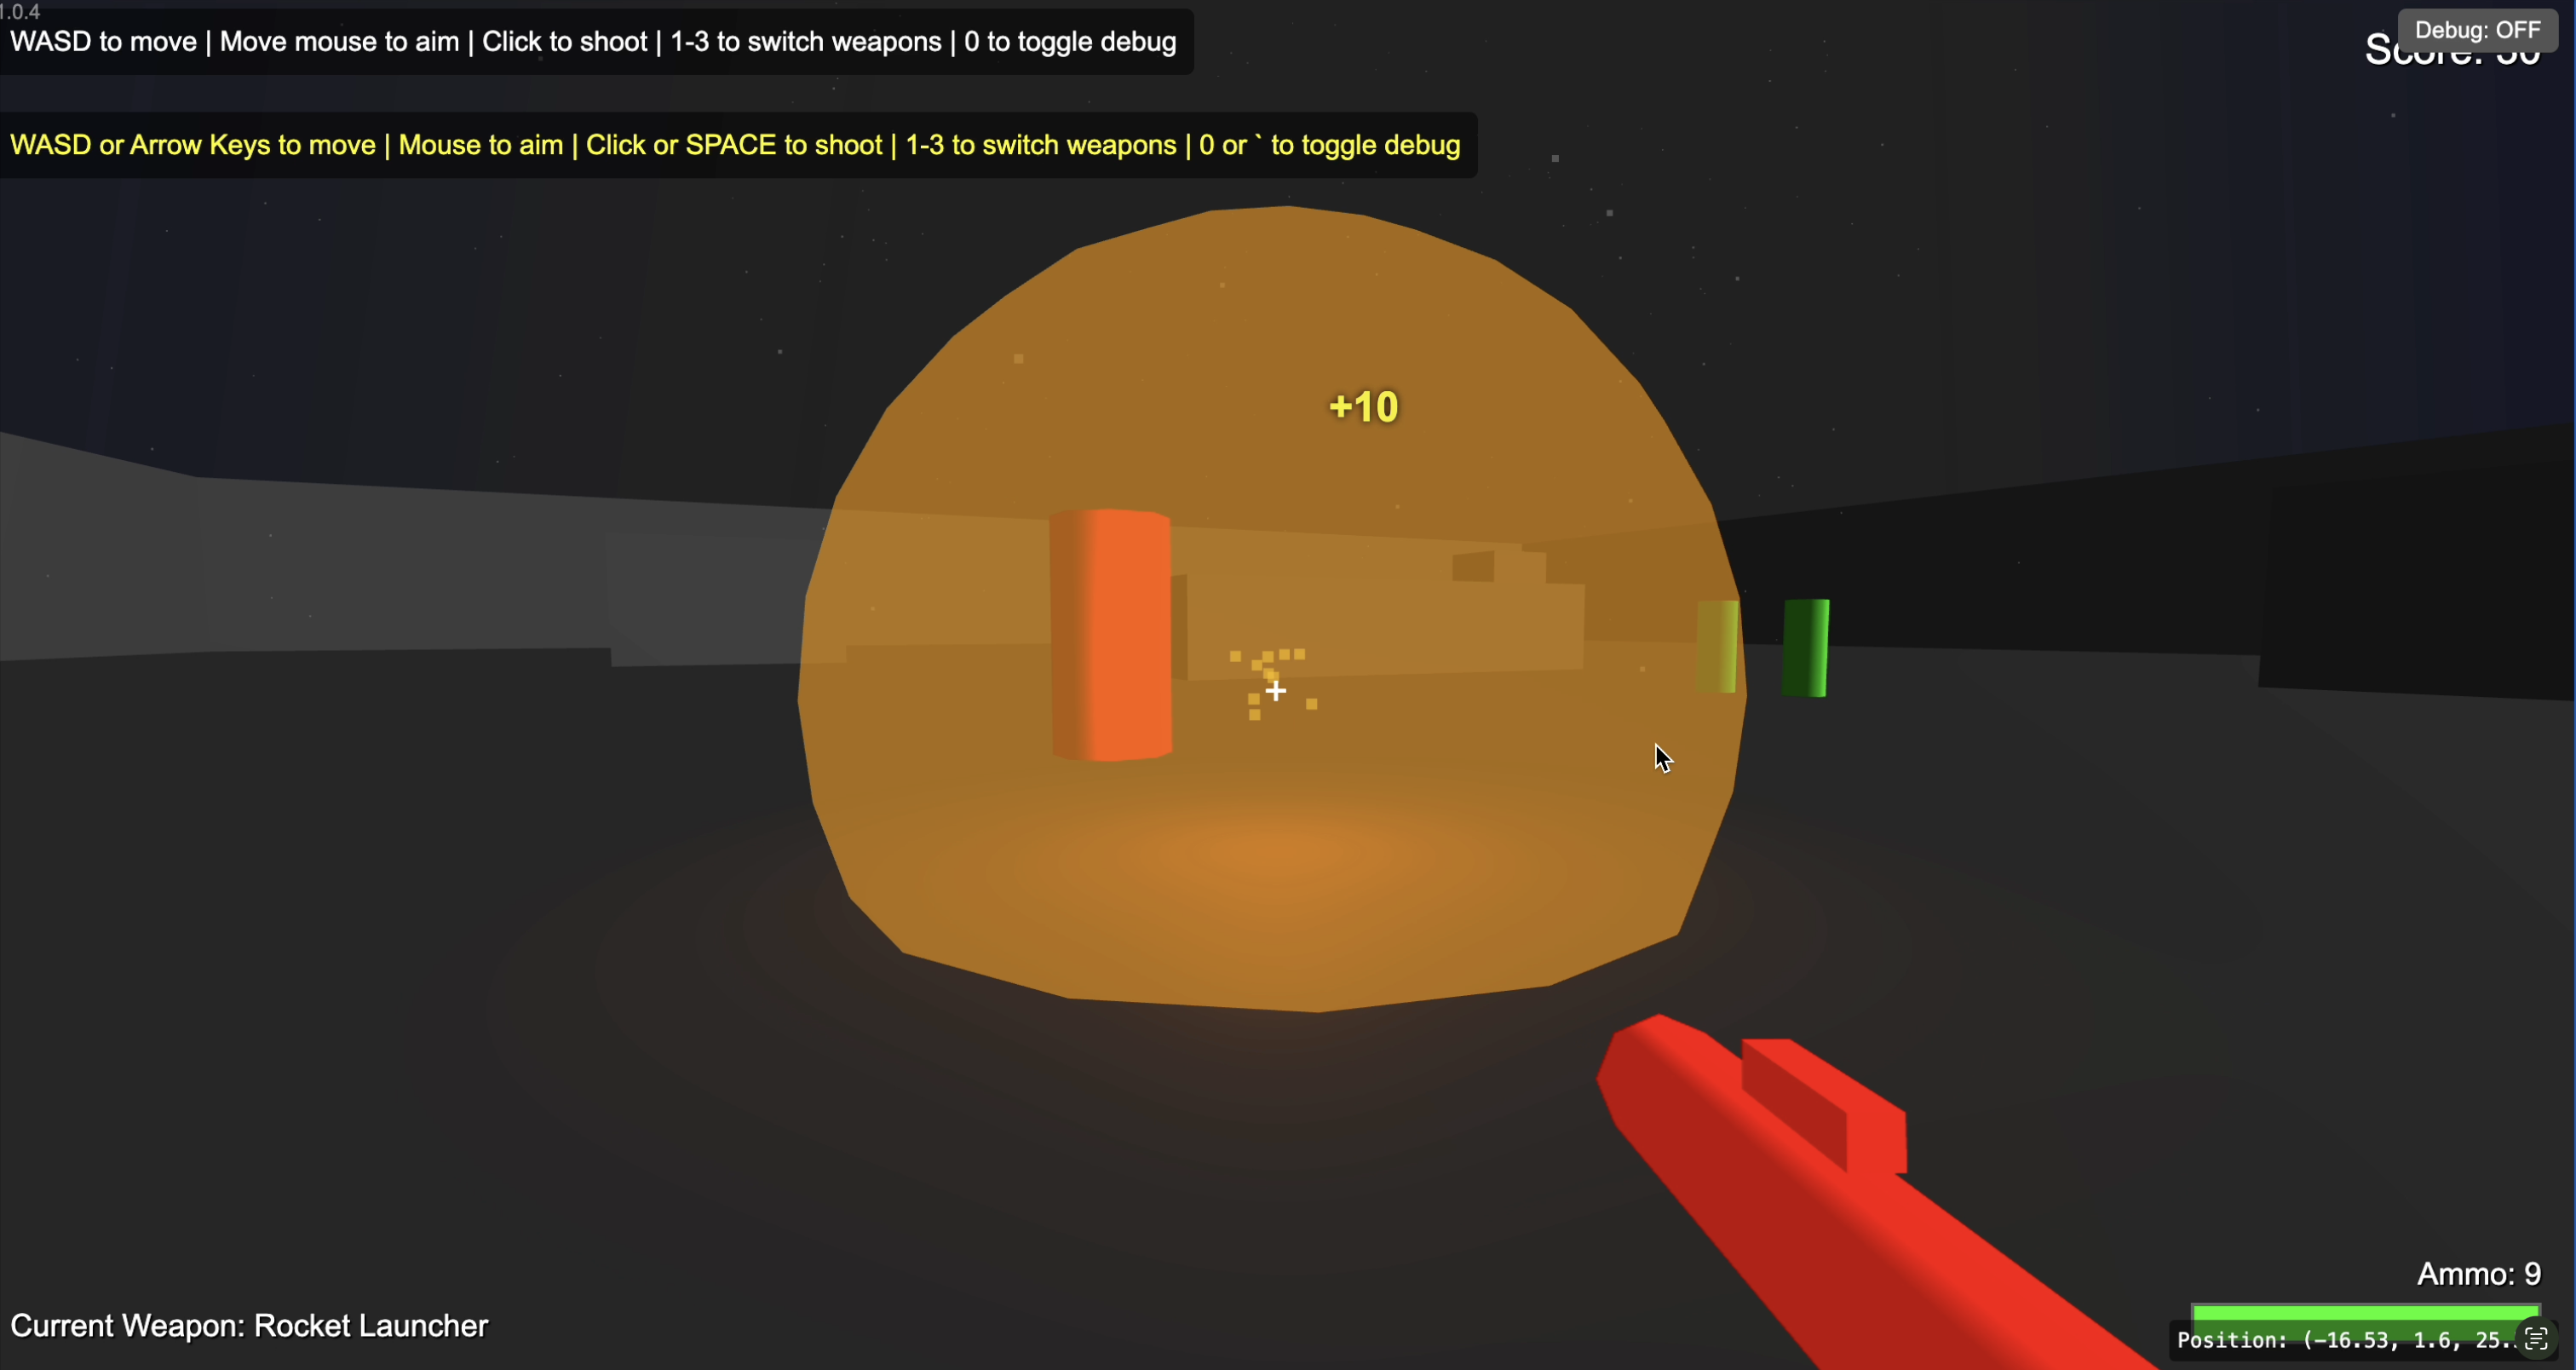 1.0.4
WASD to move | Move mouse to aim | Click to shoot | 1-3 to switch weapons | 0 to toggle debug
Debug: OFF
Score:
WASD or Arrow Keys to move | Mouse to aim | Click or SPACE to shoot | 1-3 to switch weapons | 0 or ` to toggle debug
+10
Ammo: 9
Current Weapon: Rocket Launcher
Position: (-16.53, 1.6, 25.